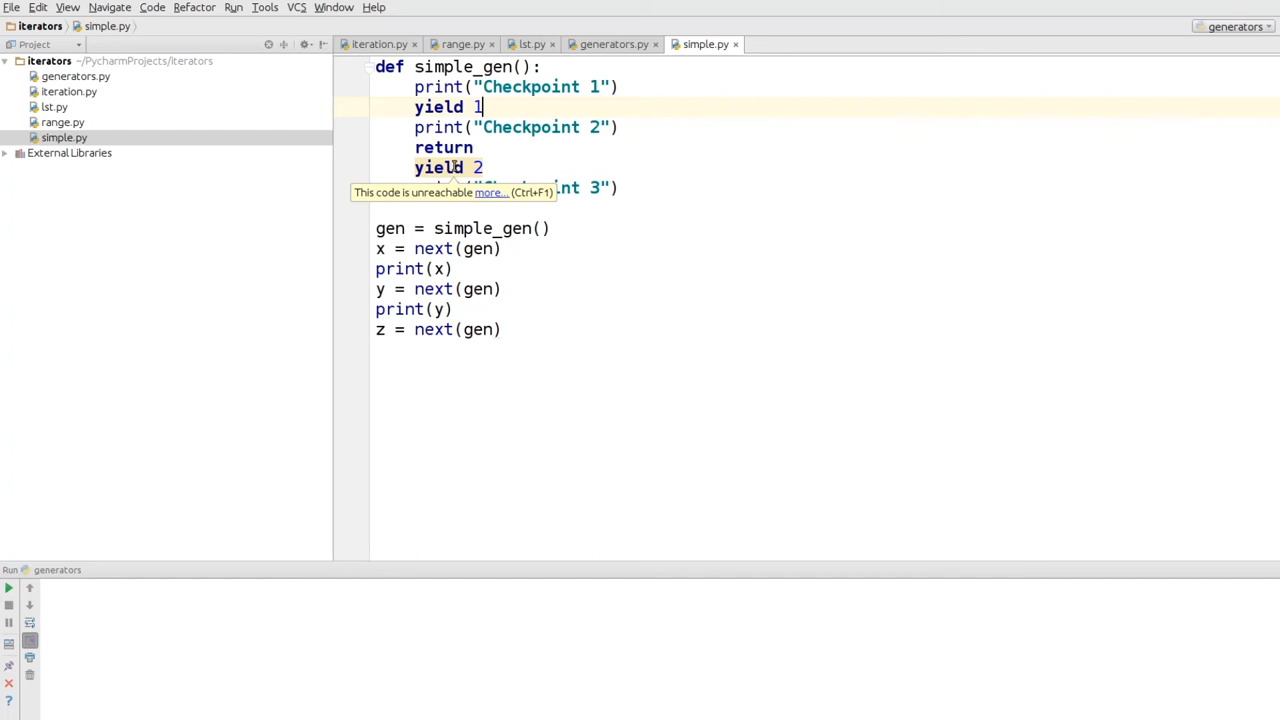 File Edit View Navigate Code Refactor Run Tools VCS Window Help
iterators simple.py generators
Project iteration.py range.py lst.py generators.py simple.py
iterators ~/PycharmProjects/iterators
generators.py
iteration.py
lst.py
range.py
simple.py
External Libraries
def simple_gen():
print("Checkpoint 1")
yield 1
print("Checkpoint 2")
return
yield 2
This code is unreachable more... (Ctrl+F1)
nt 3")
gen = simple_gen()
x = next(gen)
print(x)
y = next(gen)
print(y)
z = next(gen)
Run generators